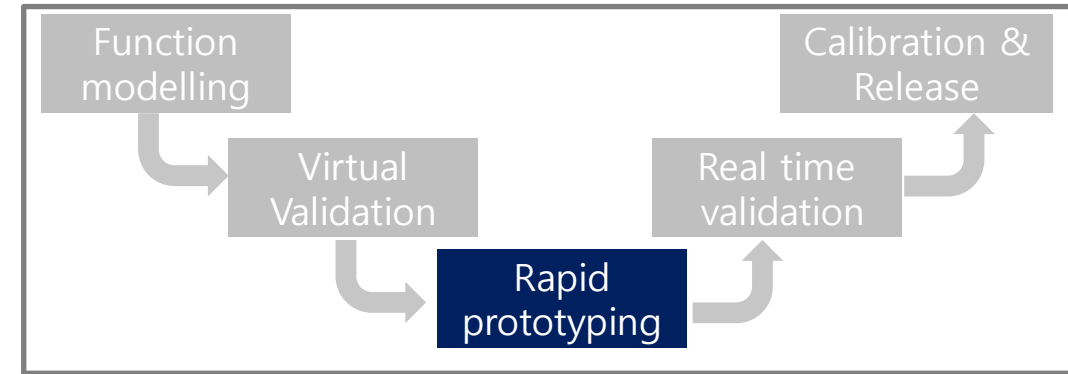 Function
modelling
Virtual
Validation
Rapid
prototyping
Real time
validation
Calibration &
Release